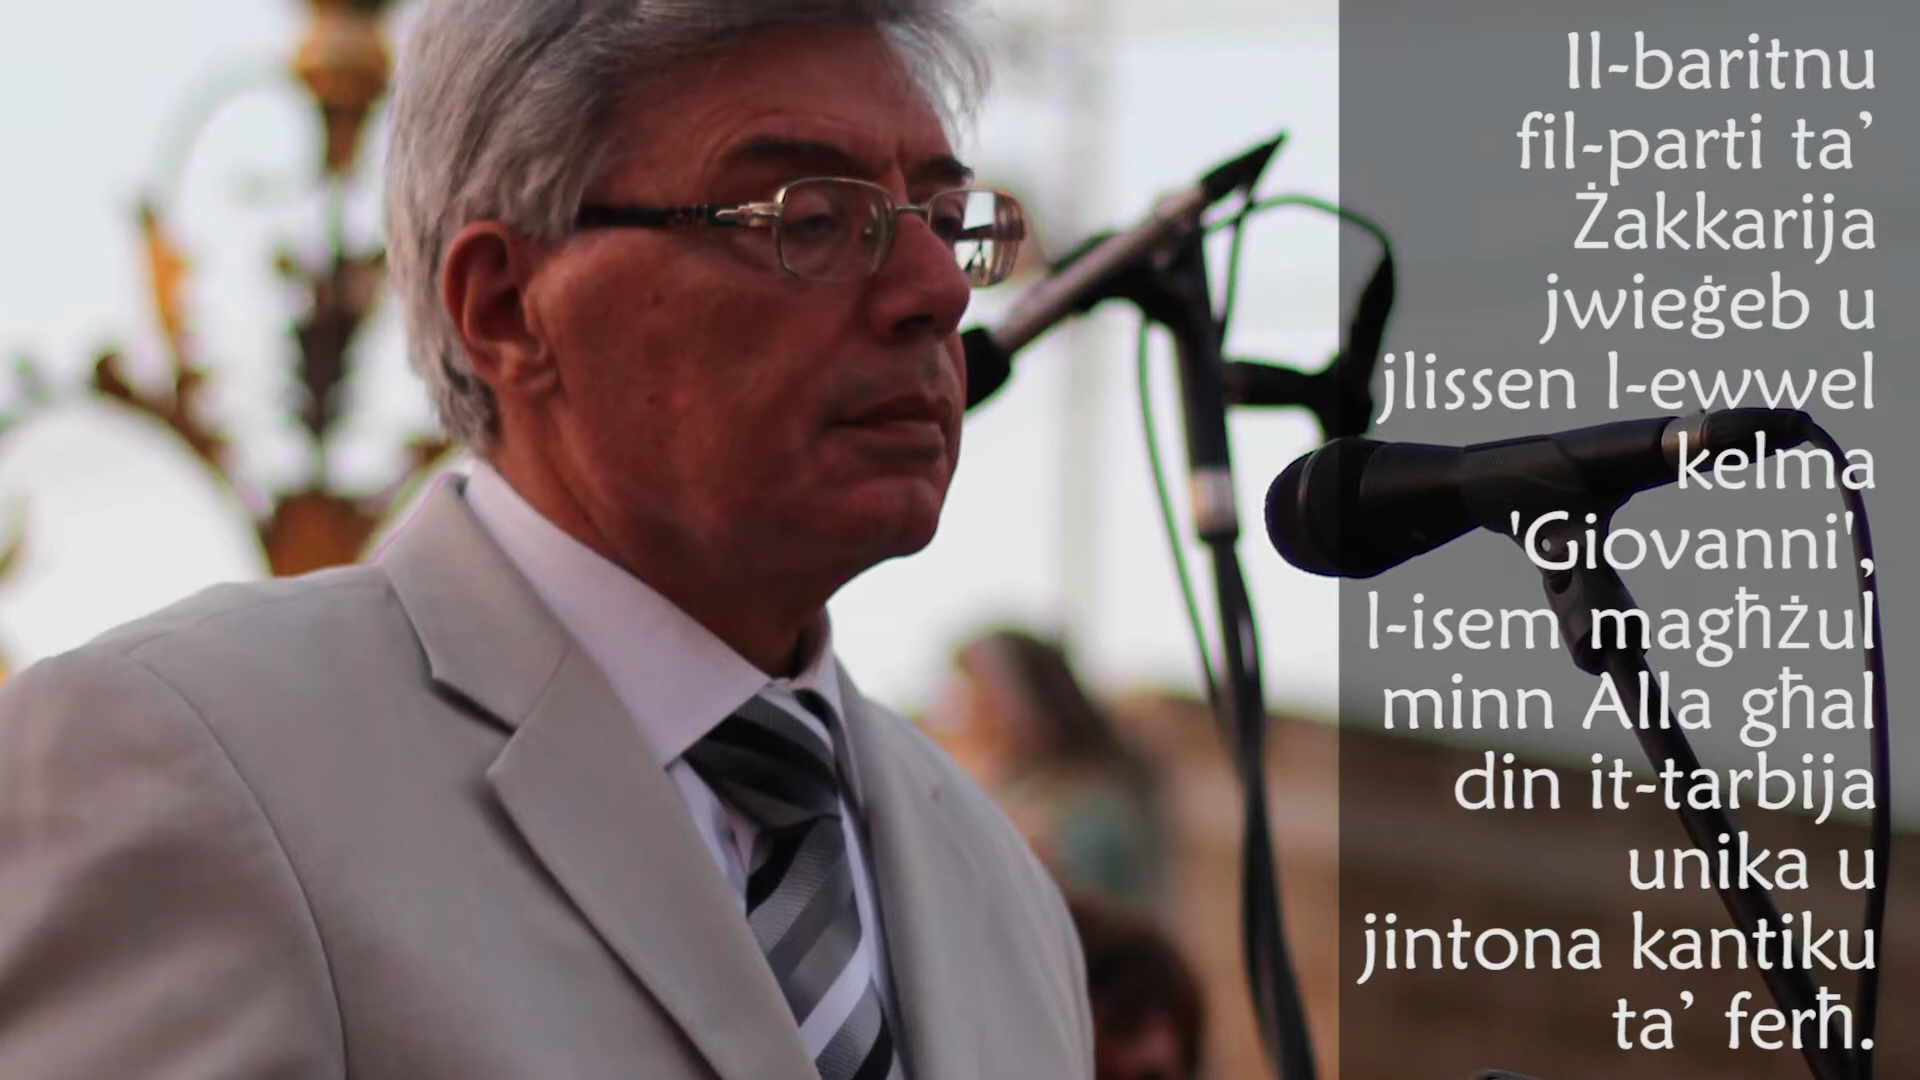 Il-baritnu
fil-parti ta’
Żakkarija
jwieġeb u
jlissen l-ewwel
kelma
'Giovanni',
l-isem magħżul
minn Alla għal
din it-tarbija
unika u
jintona kantiku
ta’ ferħ.